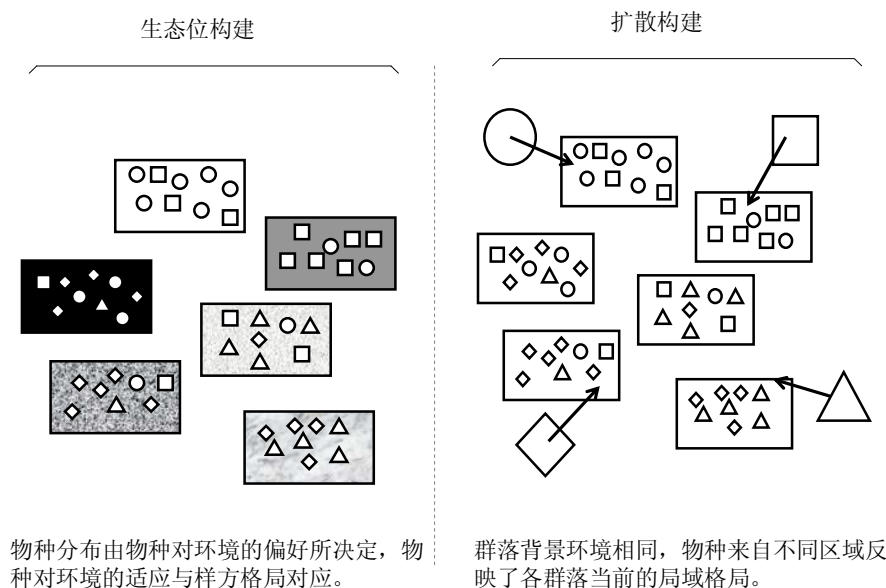 生态位构建
扩散构建
物种分布由物种对环境的偏好所决定，物
种对环境的适应与样方格局对应。
群落背景环境相同，物种来自不同区域反
映了各群落当前的局域格局。